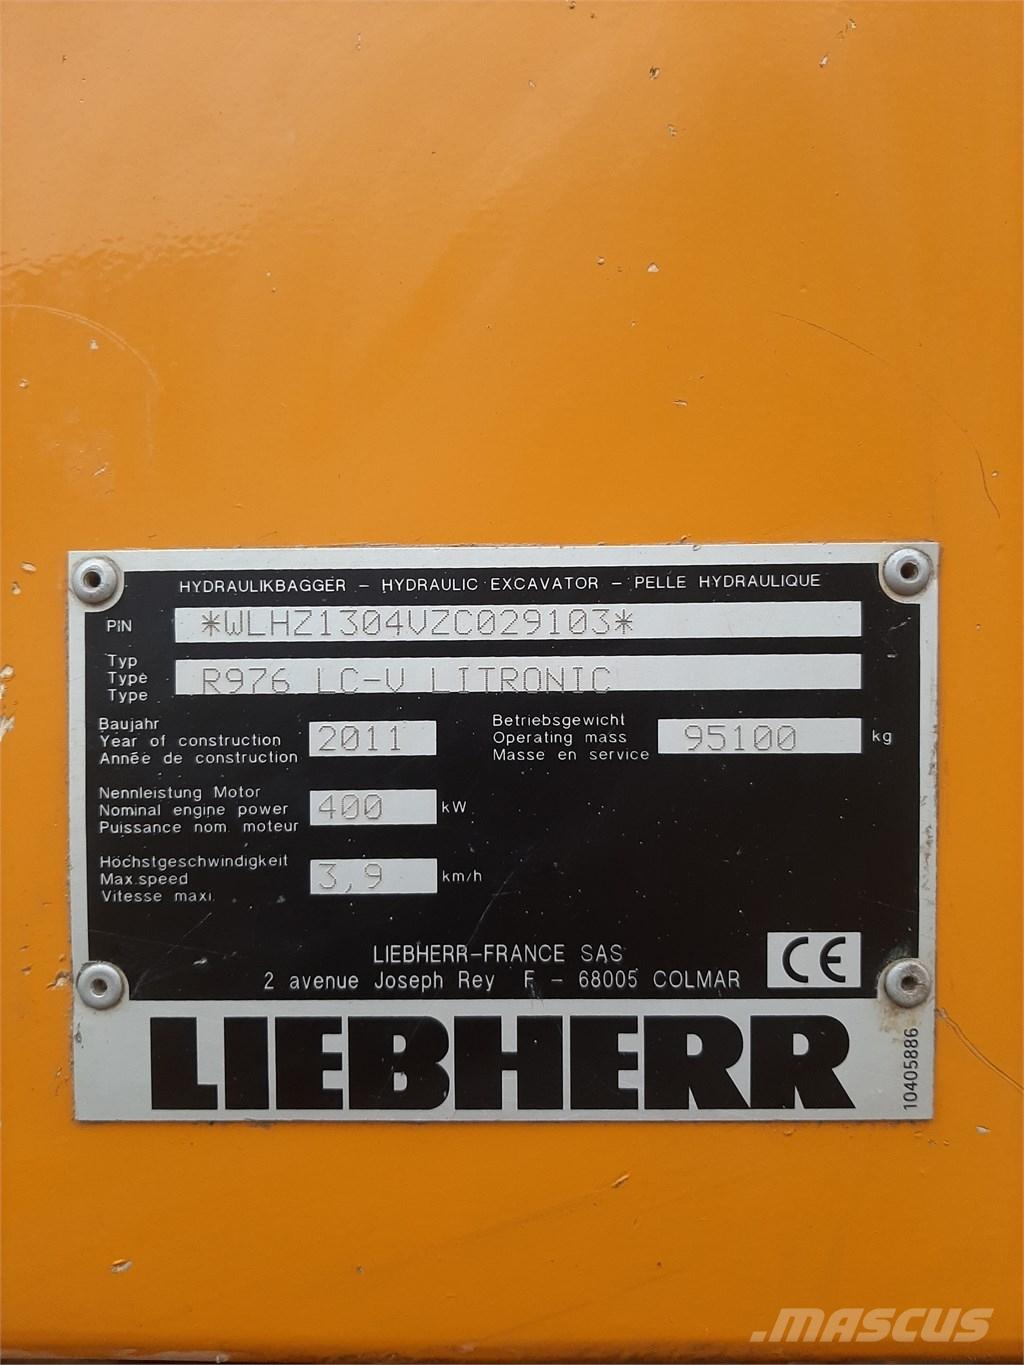 HYDRAULIKBAGGER – HYDRAULIC EXCAVATOR – PELLE HYDRAULIQUE
PIN *WLHZ1304VZC029103*
Typ
Type R976 LC-V LITRONIC
Type
Baujahr
Year of construction 2011
Année de construction
Betriebsgewicht
Operating mass 95100 kg
Masse en service
Nennleistung Motor
Nominal engine power 400 kW
Puissance nom. moteur
Höchstgeschwindigkeit
Max.speed 3,9 km/h
Vitesse maxi.
LIEBHERR-FRANCE SAS
2 avenue Joseph Rey F – 68005 COLMAR
CE
LIEBHERR
10405886
.MASCUS